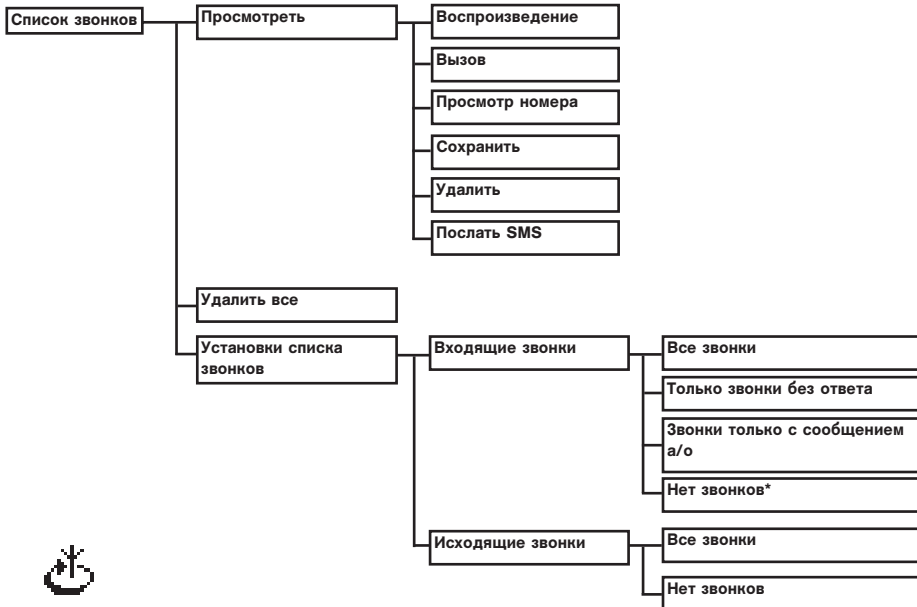 Список звонков
Просмотреть
Воспроизведение
Вызов
Просмотр номера
Сохранить
Удалить
Послать SMS
Удалить все
Установки списка
звонков
Входящие звонки
Все звонки
Только звонки без ответа
Звонки только с сообщением
а/о
Нет звонков*
Исходящие звонки
Все звонки
Нет звонков